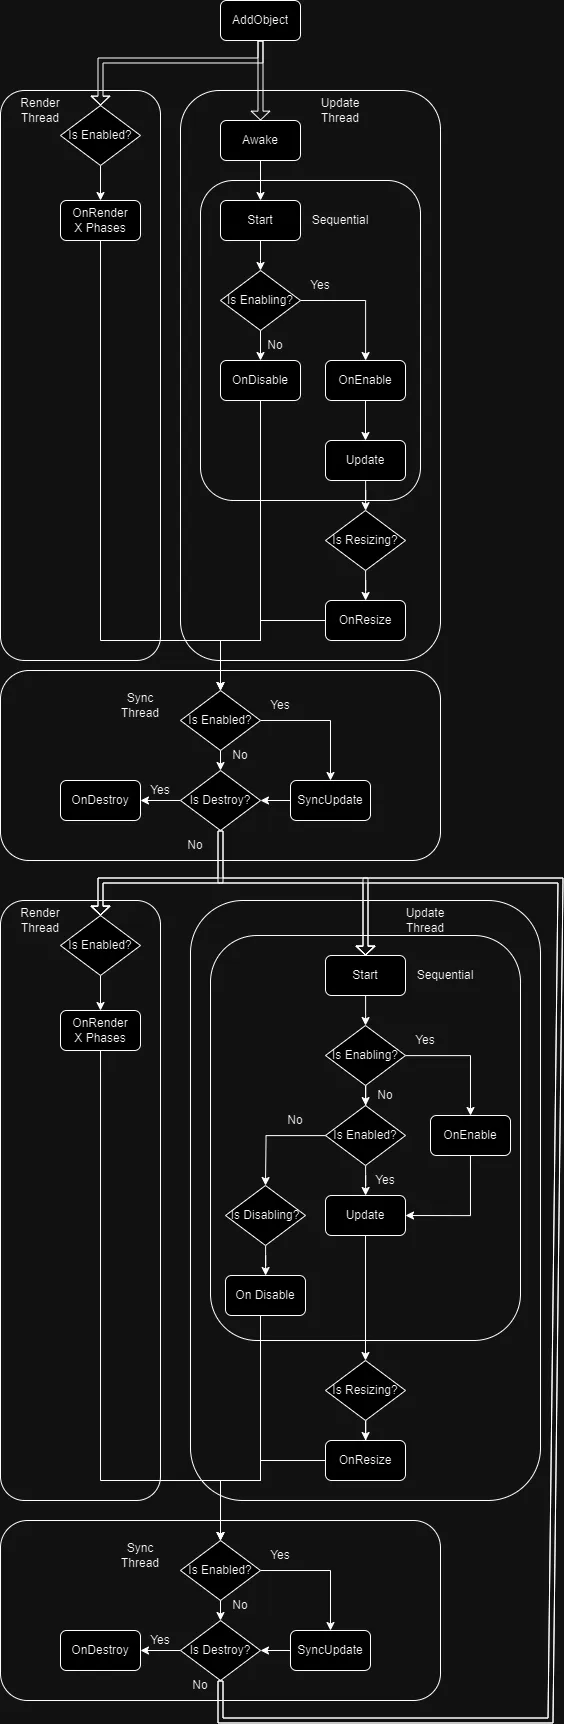 AddObject
Render
Thread
Is Enabled?
OnRender
X Phases
Update
Thread
Awake
Start
Sequential
Is Enabling?
Yes
No
OnDisable
OnEnable
Update
Is Resizing?
OnResize
Sync
Thread
Is Enabled?
Yes
No
OnDestroy
Yes
Is Destroy?
SyncUpdate
No
Render
Thread
Is Enabled?
OnRender
X Phases
Update
Thread
Start
Sequential
Is Enabling?
Yes
No
No
Is Enabled?
OnEnable
Yes
Is Disabling?
Update
On Disable
Is Resizing?
OnResize
Sync
Thread
Is Enabled?
Yes
No
OnDestroy
Yes
Is Destroy?
SyncUpdate
No